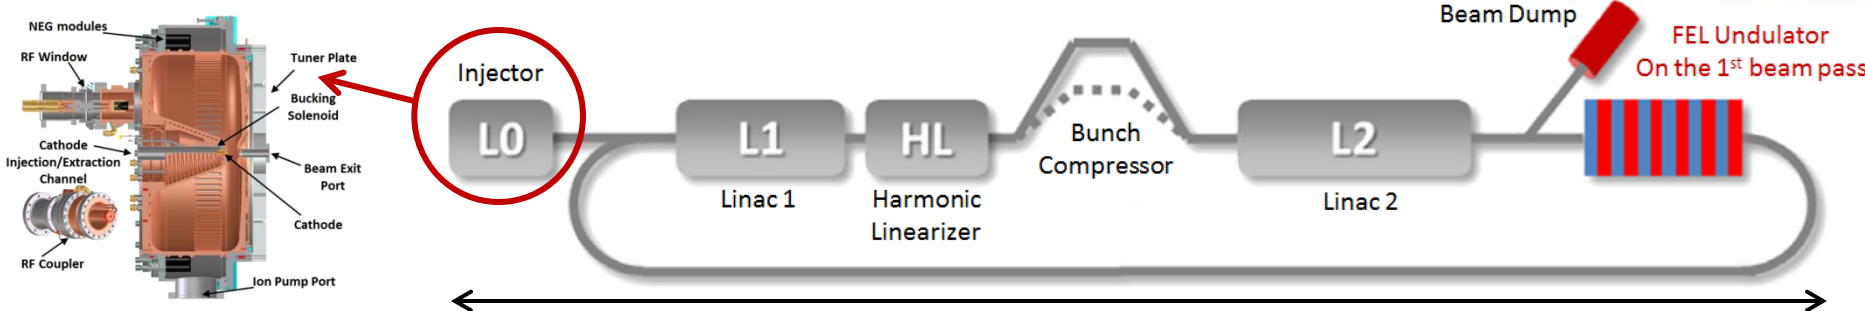 NEG modules
RF Window
Tuner Plate
Bucking
Solenoid
Cathode
Injection/Extraction
Channel
Beam Exit
Port
Cathode
RF Coupler
Ion Pump Port
Injector
L0
L1
Linac 1
HL
Harmonic
Linearizer
Bunch
Compressor
L2
Linac 2
Beam Dump
FEL Undulator
On the 1st beam pass